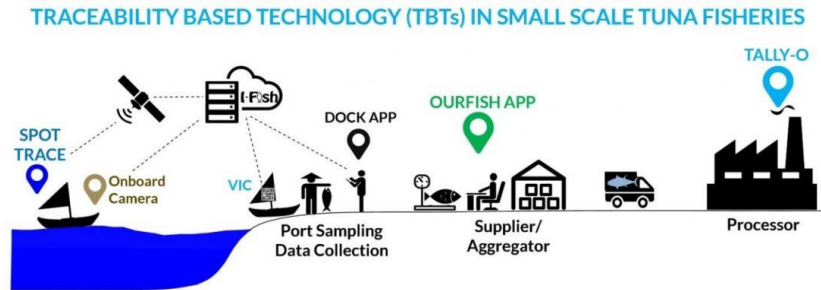 TRACEABILITY BASED TECHNOLOGY (TBTs) IN SMALL SCALE TUNA FISHERIES
TALLY-O
I-Fish
OURFISH APP
DOCK APP
SPOT
TRACE
Onboard
Camera
VIC
Port Sampling
Data Collection
Supplier/
Aggregator
Processor